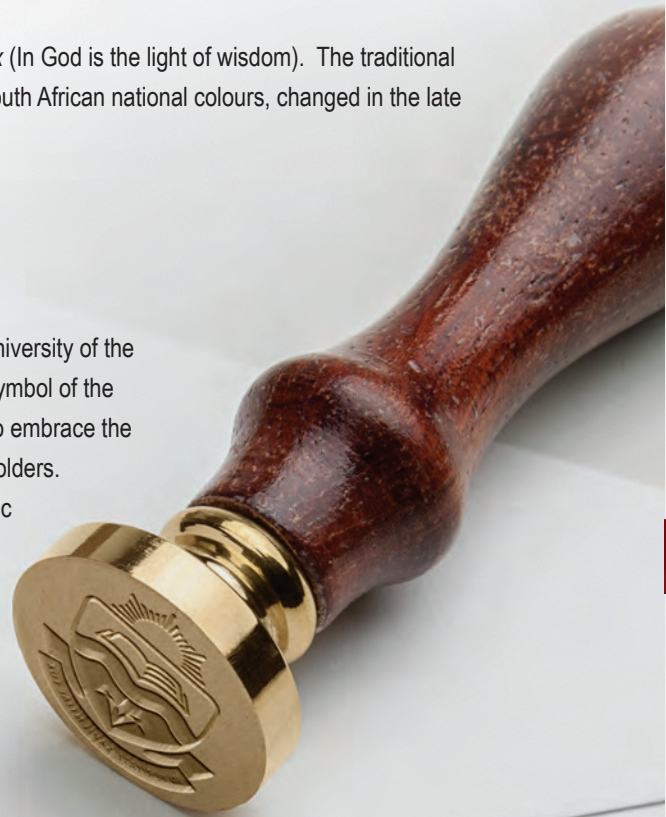 x (In God is the light of wisdom). The traditional
outh African national colours, changed in the late
niversity of the
ymbol of the
o embrace the
olders.
c